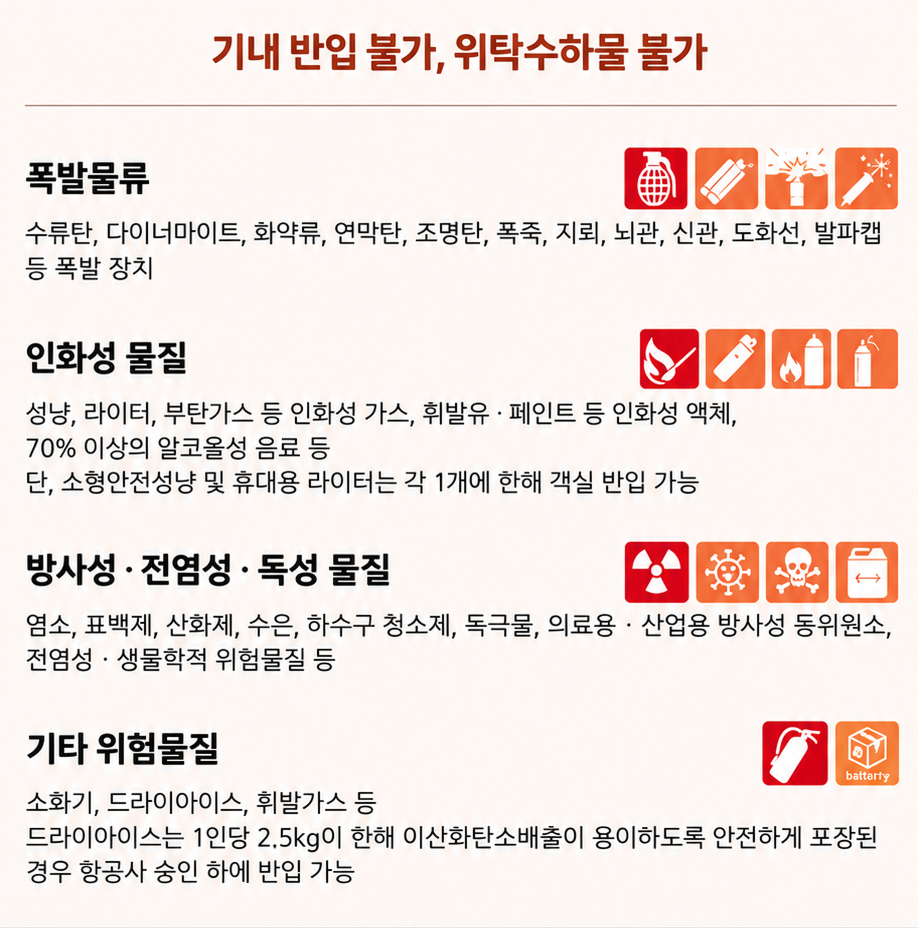 기내 반입 불가, 위탁수하물 불가
폭발물류
수류탄, 다이너마이트, 화약류, 연막탄, 조명탄, 폭죽, 지뢰, 뇌관, 신관, 도화선, 발파캡
등 폭발 장치
인화성 물질
성냥, 라이터, 부탄가스 등 인화성 가스, 휘발유 · 페인트 등 인화성 액체,
70% 이상의 알코올성 음료 등
단, 소형안전성냥 및 휴대용 라이터는 각 1개에 한해 객실 반입 가능
방사성 · 전염성 · 독성 물질
염소, 표백제, 산화제, 수은, 하수구 청소제, 독극물, 의료용 · 산업용 방사성 동위원소,
전염성 · 생물학적 위험물질 등
기타 위험물질
battarty
소화기, 드라이아이스, 휘발가스 등
드라이아이스는 1인당 2.5kg이 한해 이산화탄소배출이 용이하도록 안전하게 포장된
경우 항공사 숭인 하에 반입 가능